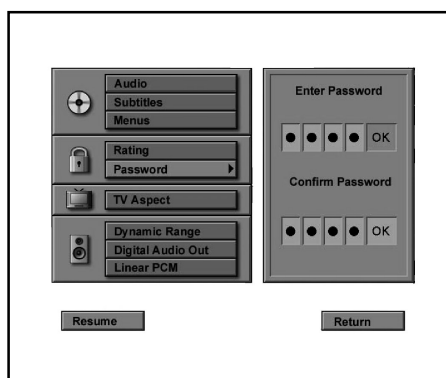 Audio
Subtitles
Menus
Rating
Password
TV Aspect
Dynamic Range
Digital Audio Out
Linear PCM
Enter Password
OK
Confirm Password
OK
Resume
Return